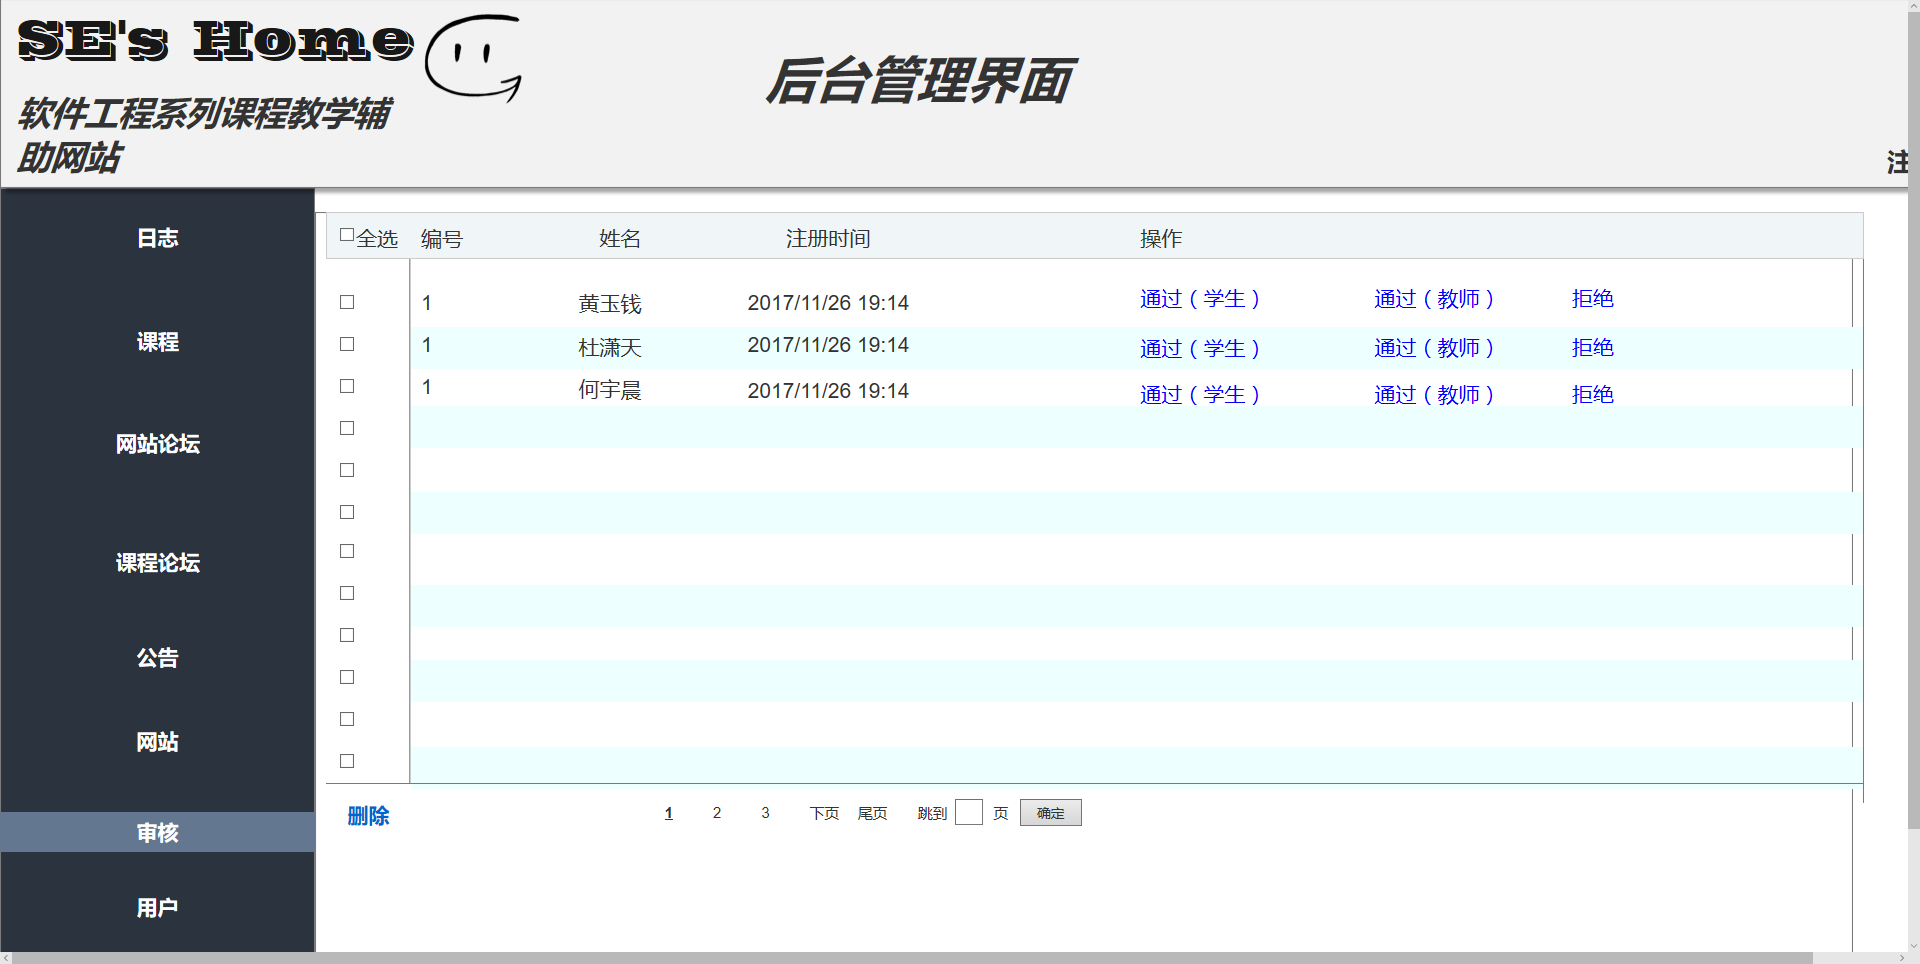 SE's Home
后台管理界面
软件工程系列课程教学辅
助网站
注
日志
课程
网站论坛
课程论坛
公告
网站
审核
用户
全选 编号 姓名 注册时间 操作
1 黄玉钱 2017/11/26 19:14 通过（学生） 通过（教师） 拒绝
1 杜潇天 2017/11/26 19:14 通过（学生） 通过（教师） 拒绝
1 何宇晨 2017/11/26 19:14 通过（学生） 通过（教师） 拒绝
删除 1 2 3 下页 尾页 跳到 页 确定